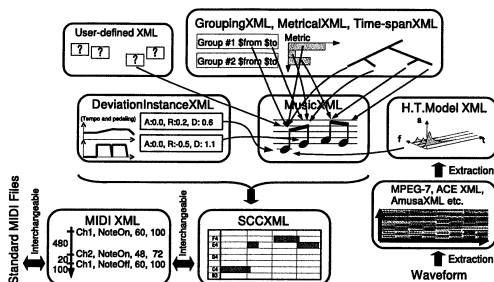 User-defined XML
? ? ? ?
GroupingXML, MetricalXML, Time-spanXML
Group #1 $from $to
Group #2 $from $to
Metric
DeviationInstanceXML
(Tempo and pedaling)
A:0.0, R:0.2, D: 0.6
A:0.0, R:-0.5, D: 1.1
MusicXML
H.T.Model XML
a
f
t
Extraction
MPEG-7, ACE XML,
AmusaXML etc.
Extraction
Waveform
Standard MIDI Files
Interchangeable
MIDI XML
Ch1, NoteOn, 60, 100
480
Ch2, NoteOn, 48, 72
20
Ch1, NoteOff, 60, 100
100
Interchangeable
SCCXML
F4
E4
D4
C4
B3